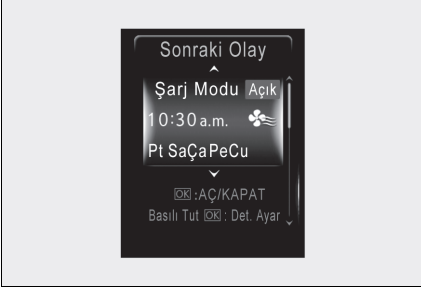 Sonraki Olay
Şarj Modu Açık
10:30 a.m.
Pt SaÇaPeCu
OK :AÇ/KAPAT
Basılı Tut OK : Det. Ayar